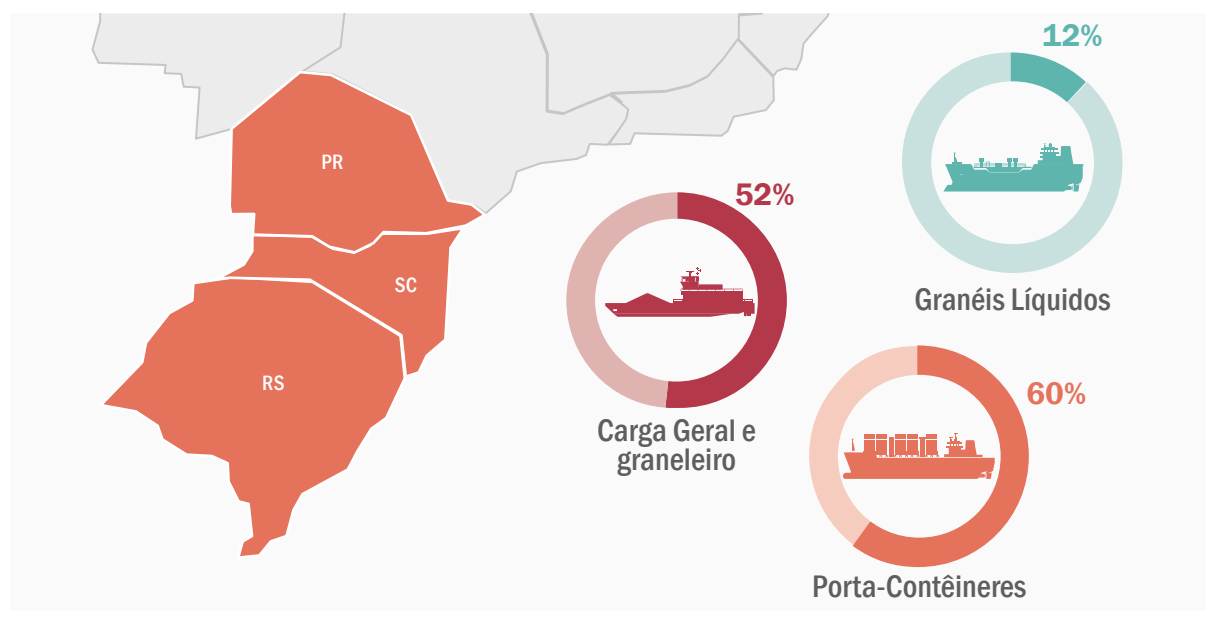 PR
SC
RS
52%
Carga Geral e
graneleiro
12%
Granéis Líquidos
60%
Porta-Contêineres